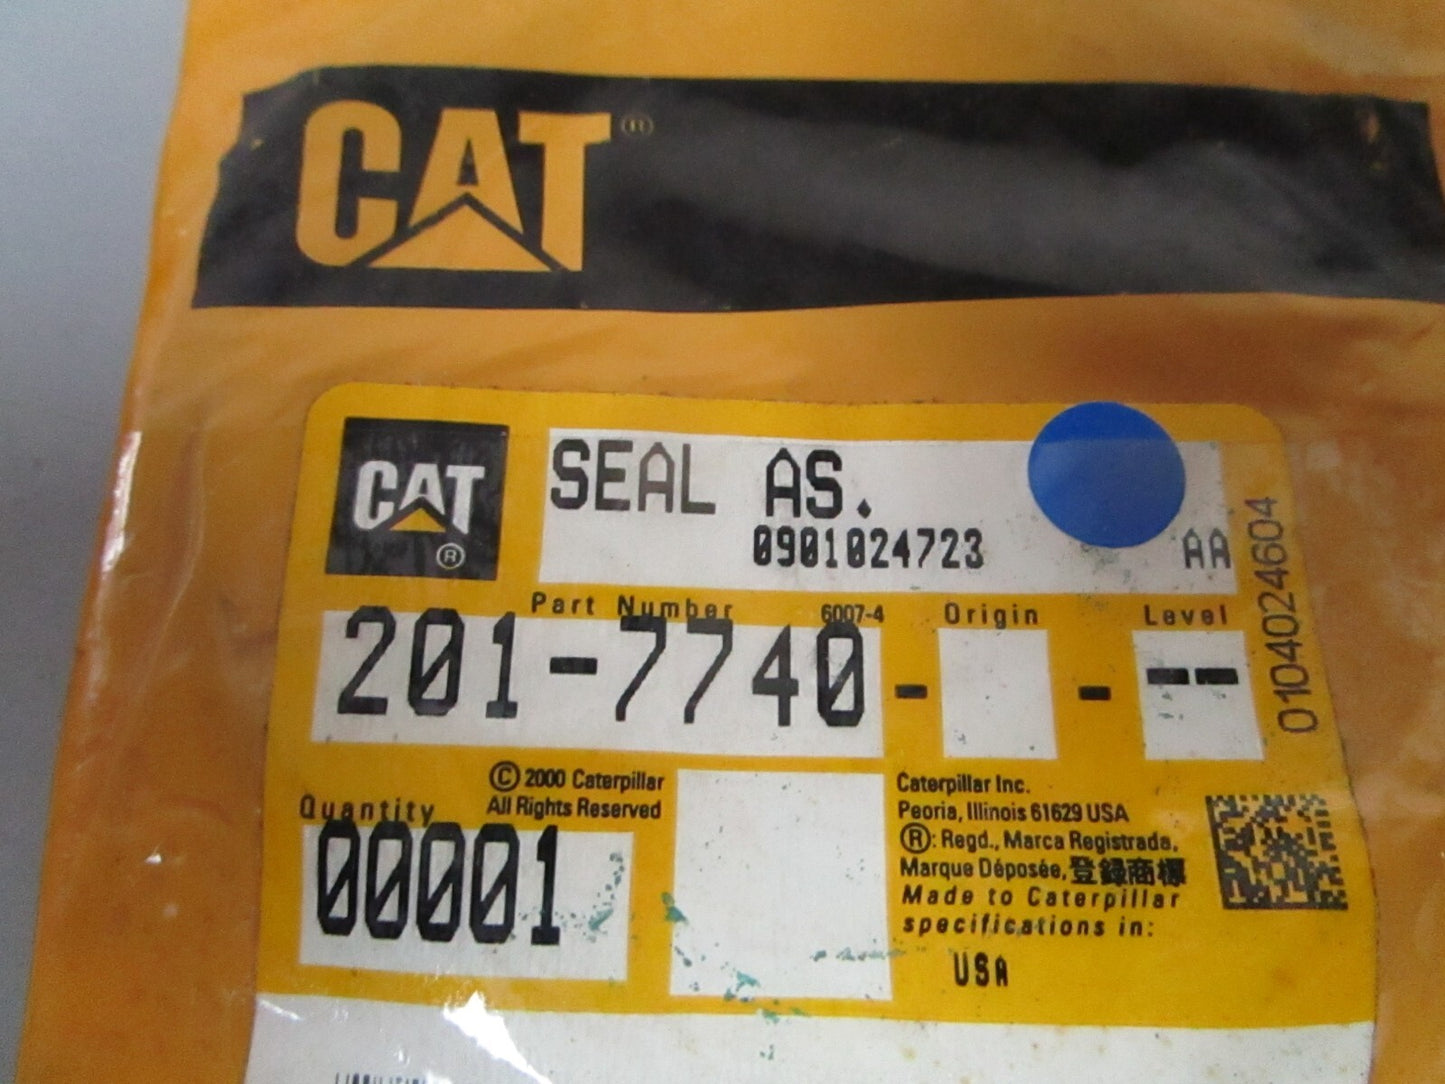 CAT ®
CAT ®
SEAL AS.
0901024723 AA
Part Number 6007-4 Origin Level
201-7740 - - --
0104024604
© 2000 Caterpillar
All Rights Reserved
Quantity
00001
Caterpillar Inc.
Peoria, Illinois 61629 USA
®: Regd., Marca Registrada,
Marque Déposée, 登録商標
Made to Caterpillar
specifications in:
USA